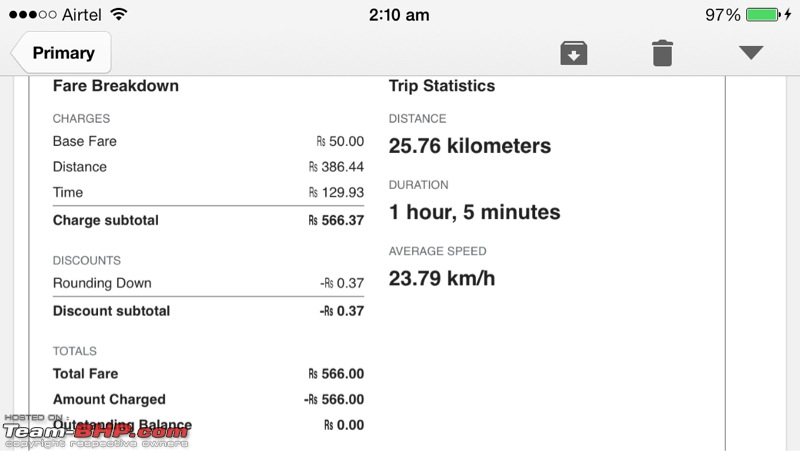 Airtel 2:10 am 97%
Primary
Fare Breakdown
CHARGES
Base Fare Rs 50.00
Distance Rs 386.44
Time Rs 129.93
Charge subtotal Rs 566.37
DISCOUNTS
Rounding Down -Rs 0.37
Discount subtotal -Rs 0.37
TOTALS
Total Fare Rs 566.00
Amount Charged -Rs 566.00
Outstanding Balance Rs 0.00
Trip Statistics
DISTANCE
25.76 kilometers
DURATION
1 hour, 5 minutes
AVERAGE SPEED
23.79 km/h
HOSTED ON :
Team-BHP.com
copyright respective owners